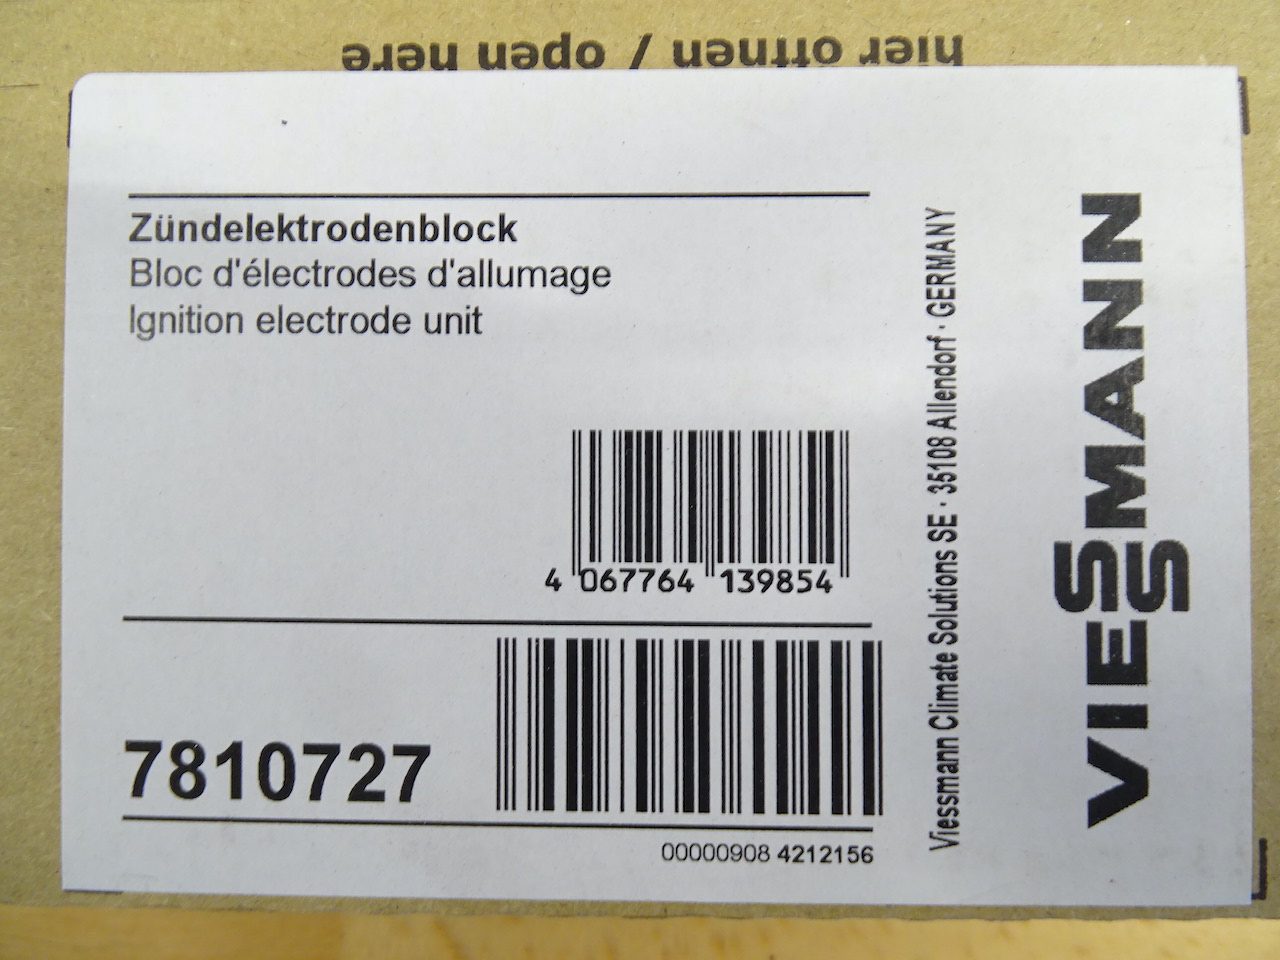 hier öffnen / open here
Zündelektrodenblock
Bloc d'électrodes d'allumage
Ignition electrode unit
4 067764 139854
7810727
00000908 4212156
Viessmann Climate Solutions SE · 35108 Allendorf · GERMANY
VIESSMANN